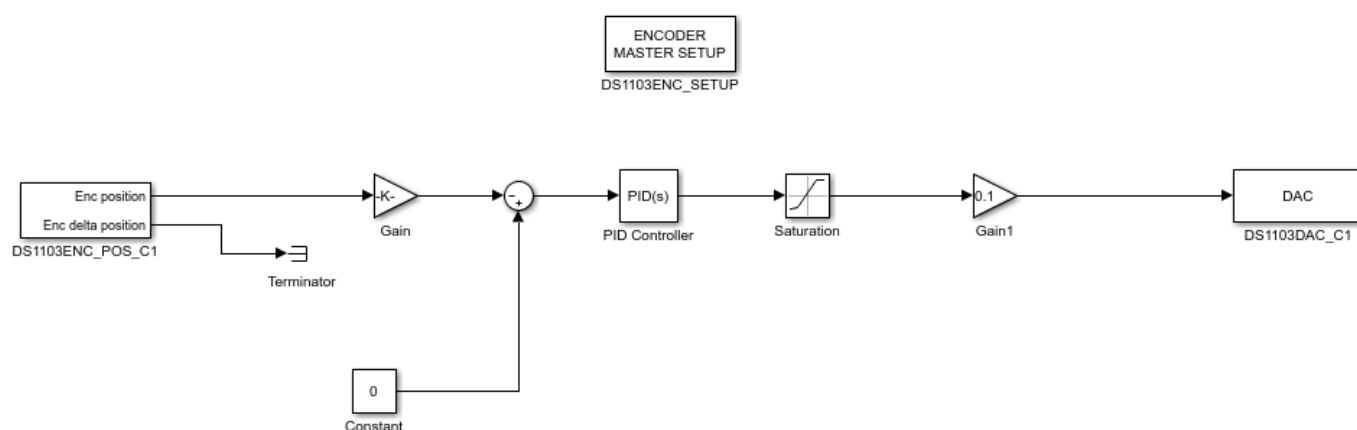 ENCODER
MASTER SETUP
DS1103ENC_SETUP
Enc position
Enc delta position
DS1103ENC_POS_C1
Terminator
-K-
Gain
-
+
PID(s)
PID Controller
Saturation
0.1
Gain1
DAC
DS1103DAC_C1
0
Constant